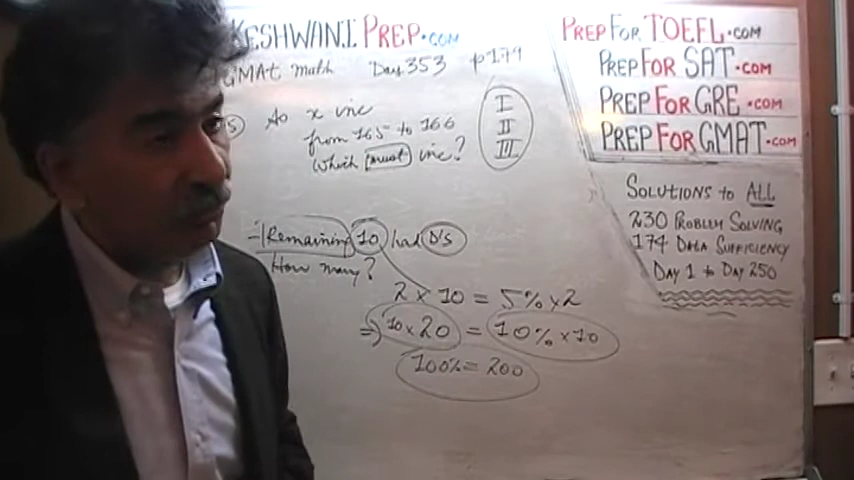 KESHWANI PREP.COM
GMAT Math Day 353 p179
As x inc
from 165 to 166
Which must inc?
I
II
III
- Remaining 10 had D's
How many?
2 x 10 = 5% x 2
=> 10 x 20 = 10% x 10
100% = 200
PREP FOR TOEFL.COM
PREP FOR SAT.COM
PREP FOR GRE.COM
PREP FOR GMAT.COM
SOLUTIONS to ALL
230 PROBLEM SOLVING
174 DATA SUFFICIENCY
DAY 1 to DAY 250